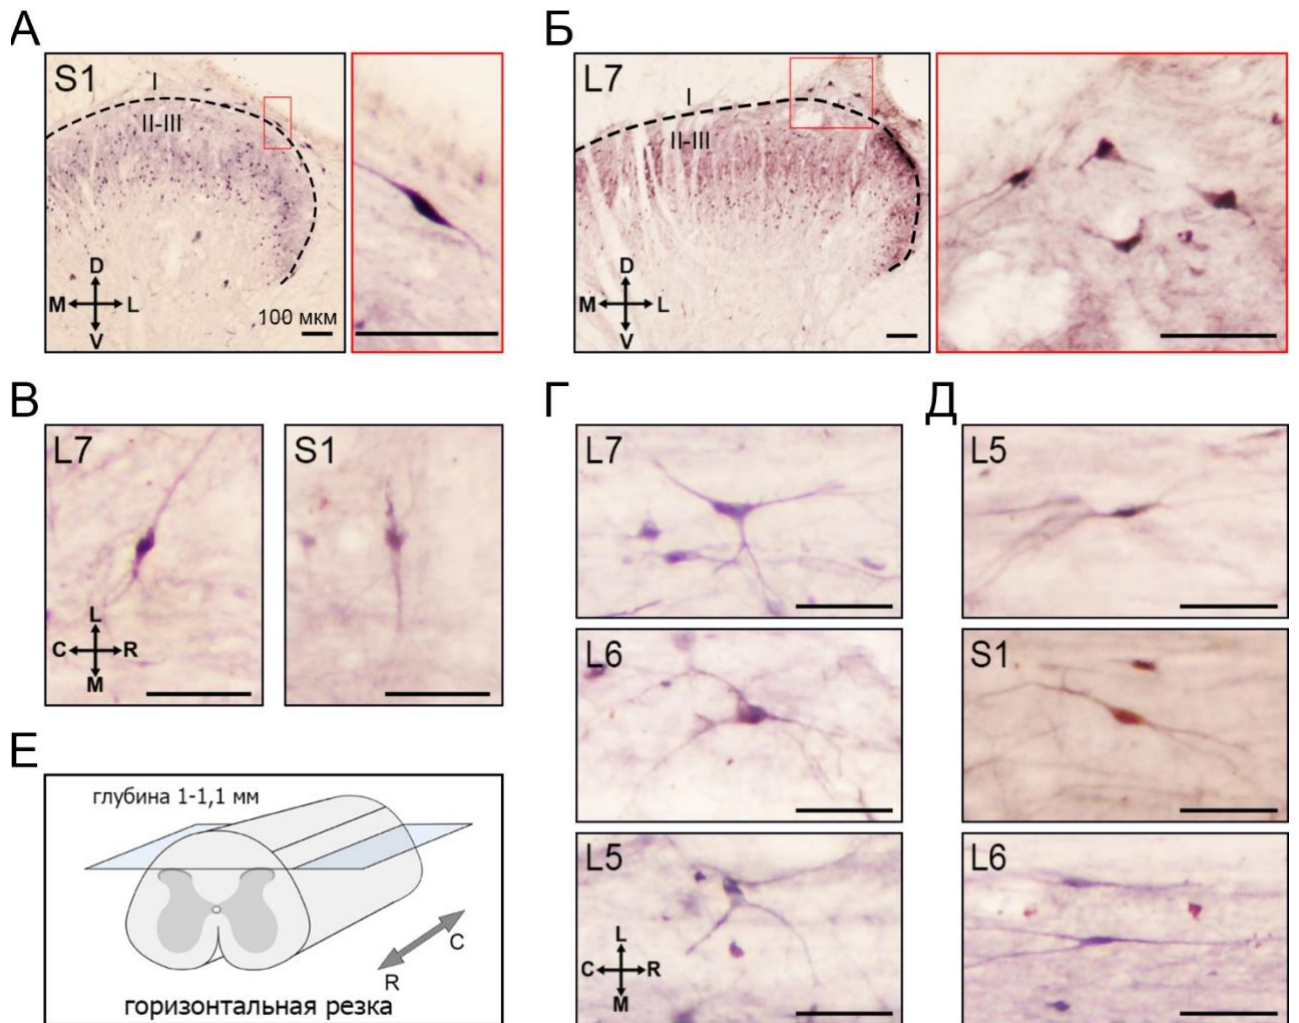 А
S1
I
II-III
D
M
L
V
100 мкм
Б
L7
I
II-III
D
M
L
V
В
L7
L
C
R
M
S1
Г
L7
L6
L5
L
C
R
M
Д
L5
S1
L6
Е
глубина 1-1,1 мм
C
R
горизонтальная резка